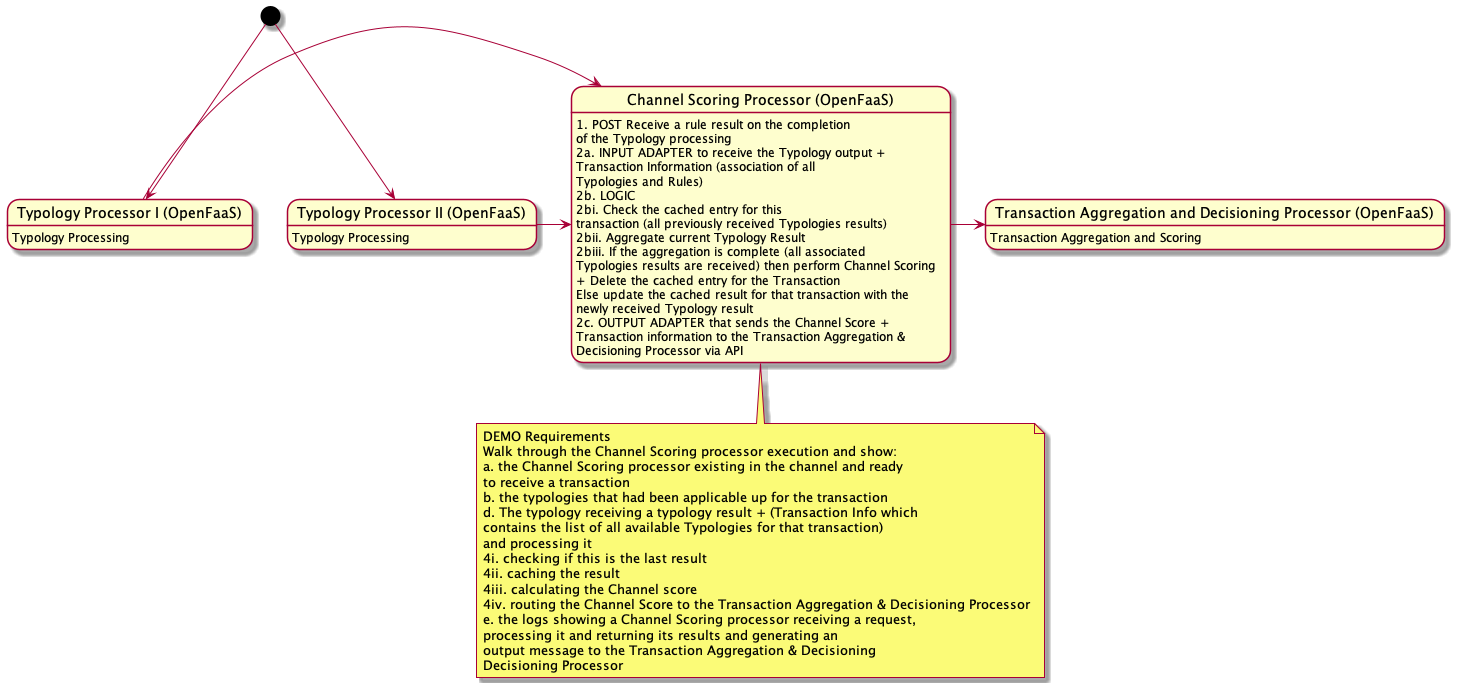 Channel Scoring Processor (OpenFaaS)
1. POST Receive a rule result on the completion
of the Typology processing
2a. INPUT ADAPTER to receive the Typology output +
Transaction Information (association of all
Typologies and Rules)
2b. LOGIC
2bi. Check the cached entry for this
transaction (all previously received Typologies results)
2bii. Aggregate current Typology Result
2biii. If the aggregation is complete (all associated
Typologies results are received) then perform Channel Scoring
+ Delete the cached entry for the Transaction
Else update the cached result for that transaction with the
newly received Typology result
2c. OUTPUT ADAPTER that sends the Channel Score +
Transaction information to the Transaction Aggregation &
Decisioning Processor via API
Typology Processor I (OpenFaaS)
Typology Processing
Typology Processor II (OpenFaaS)
Typology Processing
Transaction Aggregation and Decisioning Processor (OpenFaaS)
Transaction Aggregation and Scoring
DEMO Requirements
Walk through the Channel Scoring processor execution and show:
a. the Channel Scoring processor existing in the channel and ready
to receive a transaction
b. the typologies that had been applicable up for the transaction
d. The typology receiving a typology result + (Transaction Info which
contains the list of all available Typologies for that transaction)
and processing it
4i. checking if this is the last result
4ii. caching the result
4iii. calculating the Channel score
4iv. routing the Channel Score to the Transaction Aggregation & Decisioning Processor
e. the logs showing a Channel Scoring processor receiving a request,
processing it and returning its results and generating an
output message to the Transaction Aggregation & Decisioning
Decisioning Processor